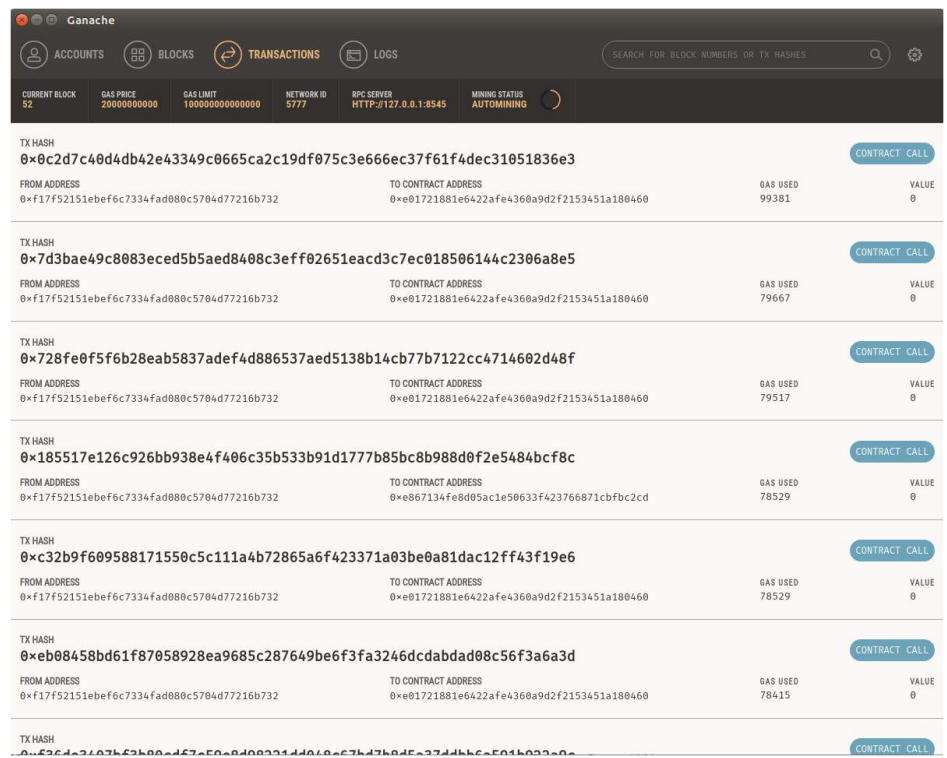 Ganache
ACCOUNTS BLOCKS TRANSACTIONS LOGS SEARCH FOR BLOCK NUMBERS OR TX HASHES
CURRENT BLOCK GAS PRICE GAS LIMIT NETWORK ID RPC SERVER MINING STATUS
52 20000000000 100000000000000 5777 HTTP://127.0.0.1:8545 AUTOMINING
TX HASH
0×0c2d7c40d4db42e43349c0665ca2c19df075c3e666ec37f61f4dec31051836e3 CONTRACT CALL
FROM ADDRESS TO CONTRACT ADDRESS GAS USED VALUE
0×f17f52151ebef6c7334fad080c5704d77216b732 0×e01721881e6422afe4360a9d2f2153451a180460 99381 0
TX HASH
0×7d3bae49c8083eced5b5aed8408c3eff02651eacd3c7ec018506144c2306a8e5 CONTRACT CALL
FROM ADDRESS TO CONTRACT ADDRESS GAS USED VALUE
0×f17f52151ebef6c7334fad080c5704d77216b732 0×e01721881e6422afe4360a9d2f2153451a180460 79667 0
TX HASH
0×728fe0f5f6b28eab5837adef4d886537aed5138b14cb77b7122cc4714602d48f CONTRACT CALL
FROM ADDRESS TO CONTRACT ADDRESS GAS USED VALUE
0×f17f52151ebef6c7334fad080c5704d77216b732 0×e01721881e6422afe4360a9d2f2153451a180460 79517 0
TX HASH
0×185517e126c926bb938e4f406c35b533b91d1777b85bc8b988d0f2e5484bcf8c CONTRACT CALL
FROM ADDRESS TO CONTRACT ADDRESS GAS USED VALUE
0×f17f52151ebef6c7334fad080c5704d77216b732 0×e867134fe8d05ac1e50633f423766871cbfbc2cd 78529 0
TX HASH
0×c32b9f609588171550c5c111a4b72865a6f423371a03be0a81dac12ff43f19e6 CONTRACT CALL
FROM ADDRESS TO CONTRACT ADDRESS GAS USED VALUE
0×f17f52151ebef6c7334fad080c5704d77216b732 0×e01721881e6422afe4360a9d2f2153451a180460 78529 0
TX HASH
0×eb08458bd61f87058928ea9685c287649be6f3fa3246dcdabdad08c56f3a6a3d CONTRACT CALL
FROM ADDRESS TO CONTRACT ADDRESS GAS USED VALUE
0×f17f52151ebef6c7334fad080c5704d77216b732 0×e01721881e6422afe4360a9d2f2153451a180460 78415 0
TX HASH
CONTRACT CALL